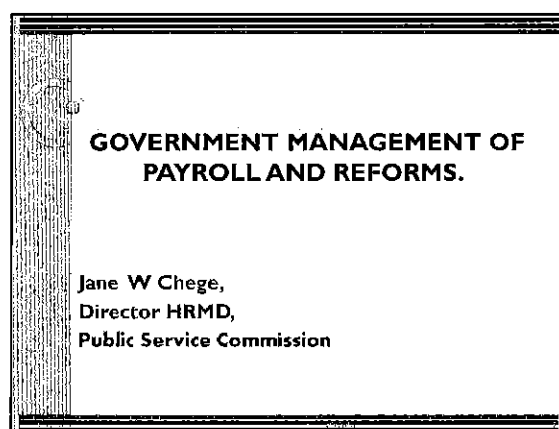 GOVERNMENT MANAGEMENT OF
PAYROLL AND REFORMS.
Jane W Chege,
Director HRMD,
Public Service Commission